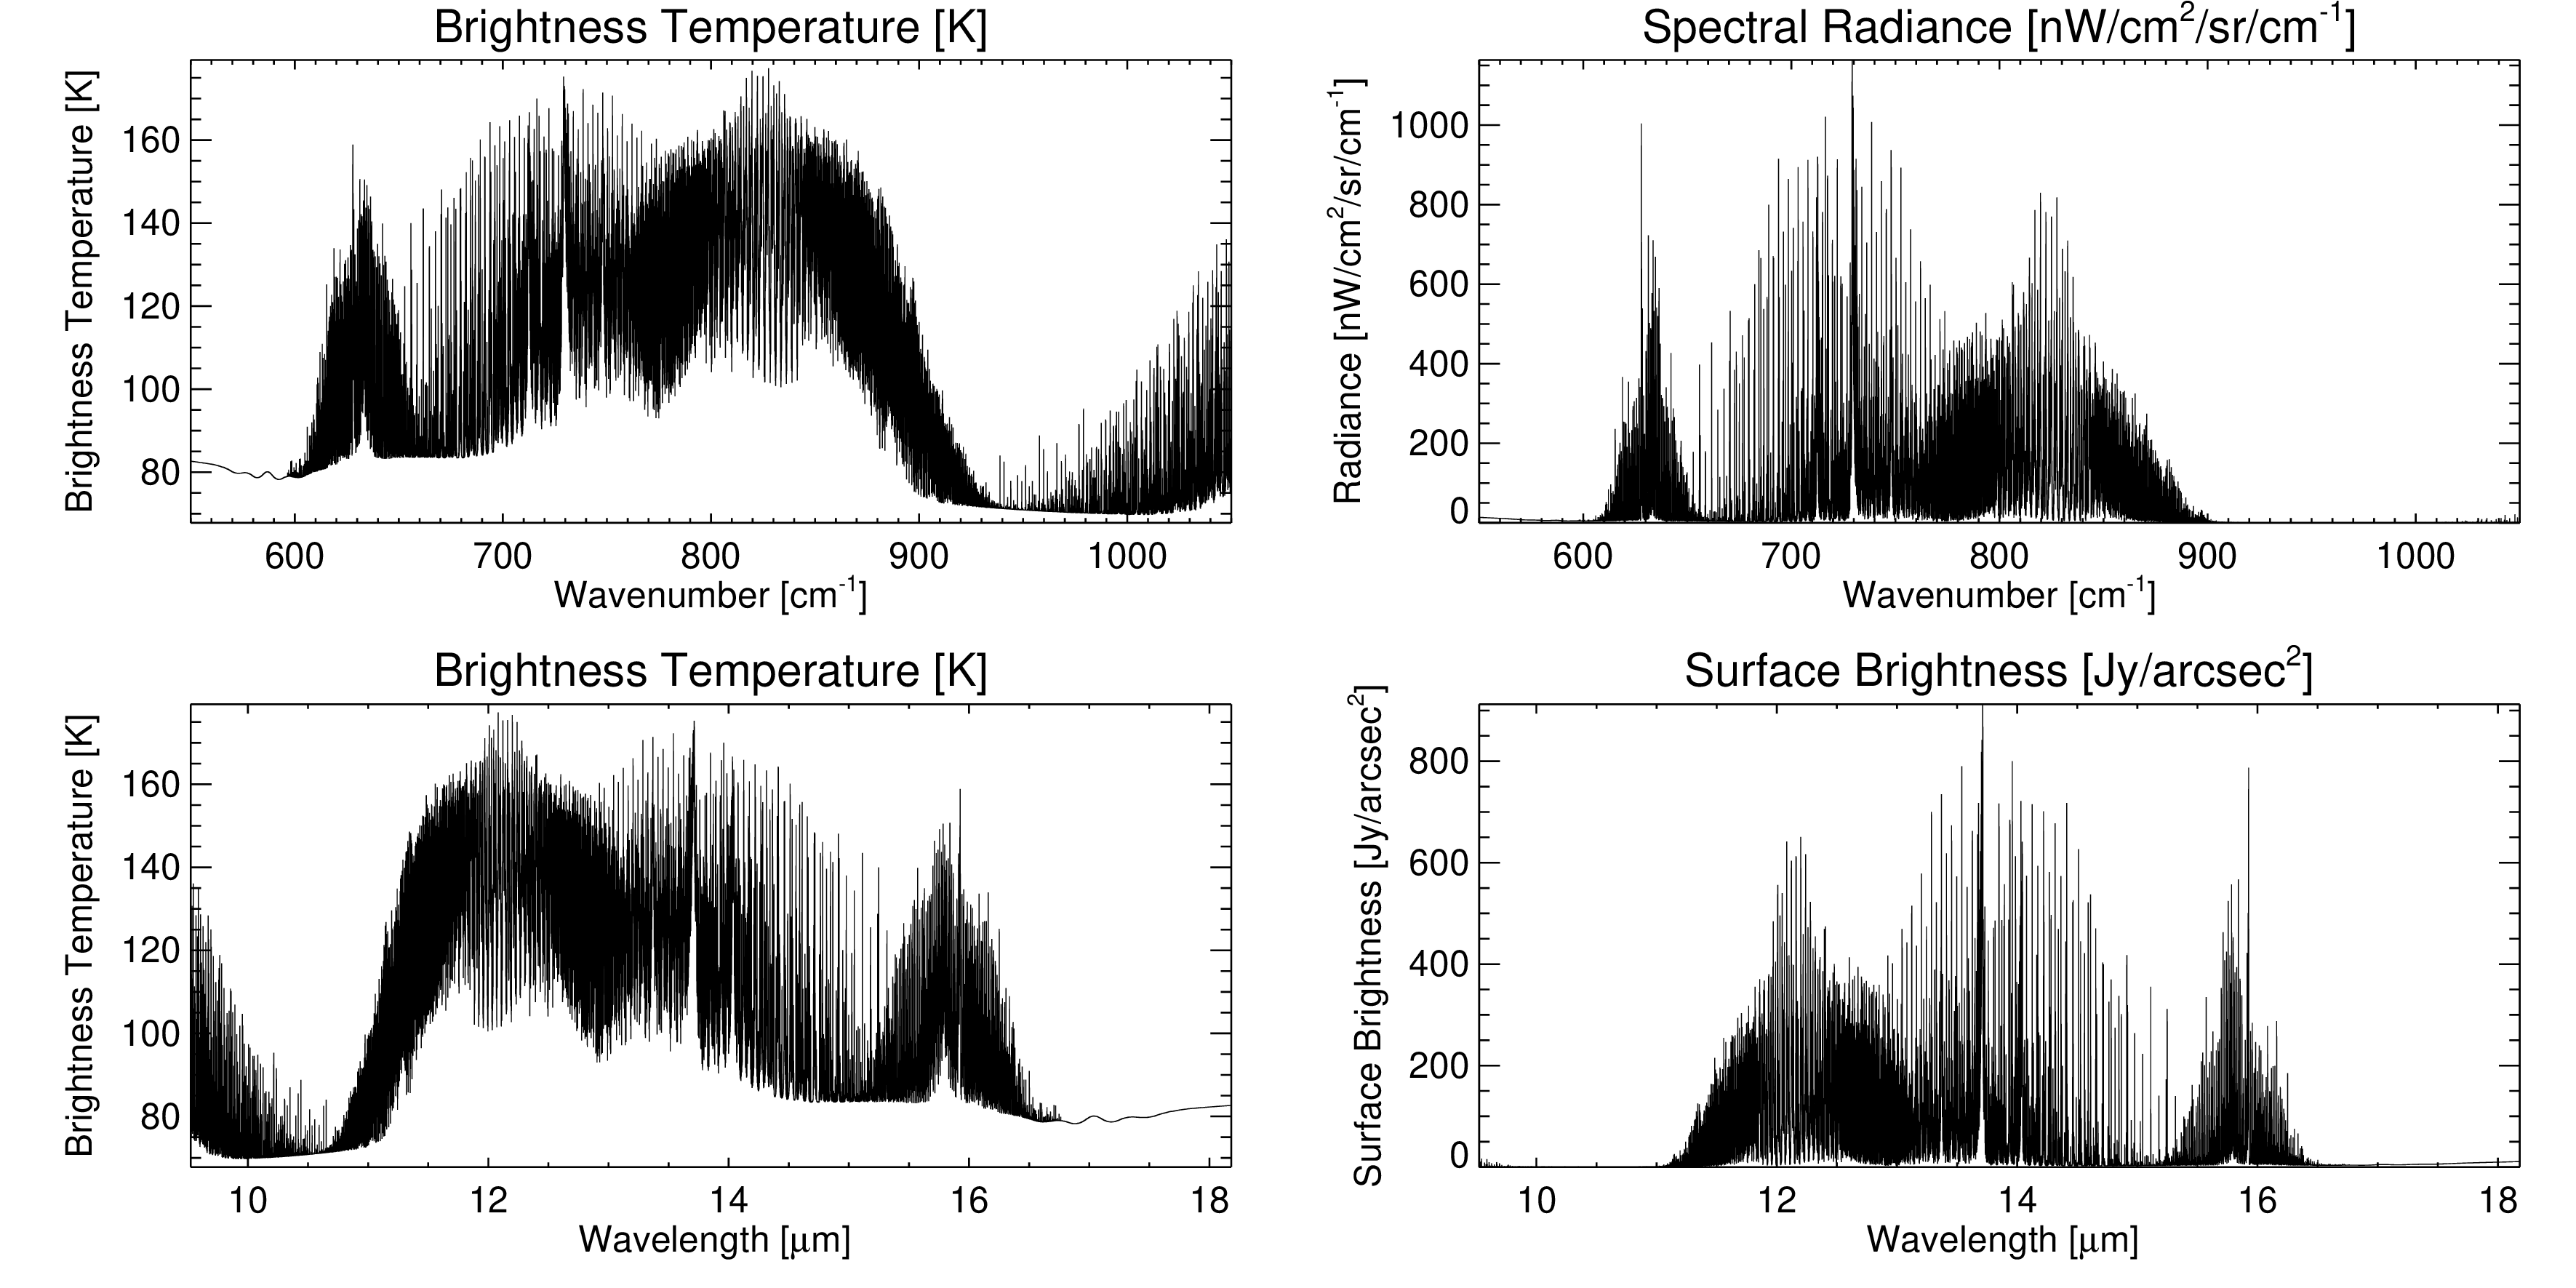 Brightness Temperature [K]
Brightness Temperature [K]
160
140
120
100
80
600 700 800 900 1000
Wavenumber [cm⁻¹]
Spectral Radiance [nW/cm²/sr/cm⁻¹]
Radiance [nW/cm²/sr/cm⁻¹]
1000
800
600
400
200
0
600 700 800 900 1000
Wavenumber [cm⁻¹]
Brightness Temperature [K]
Brightness Temperature [K]
160
140
120
100
80
10 12 14 16 18
Wavelength [μm]
Surface Brightness [Jy/arcsec²]
Surface Brightness [Jy/arcsec²]
800
600
400
200
0
10 12 14 16 18
Wavelength [μm]